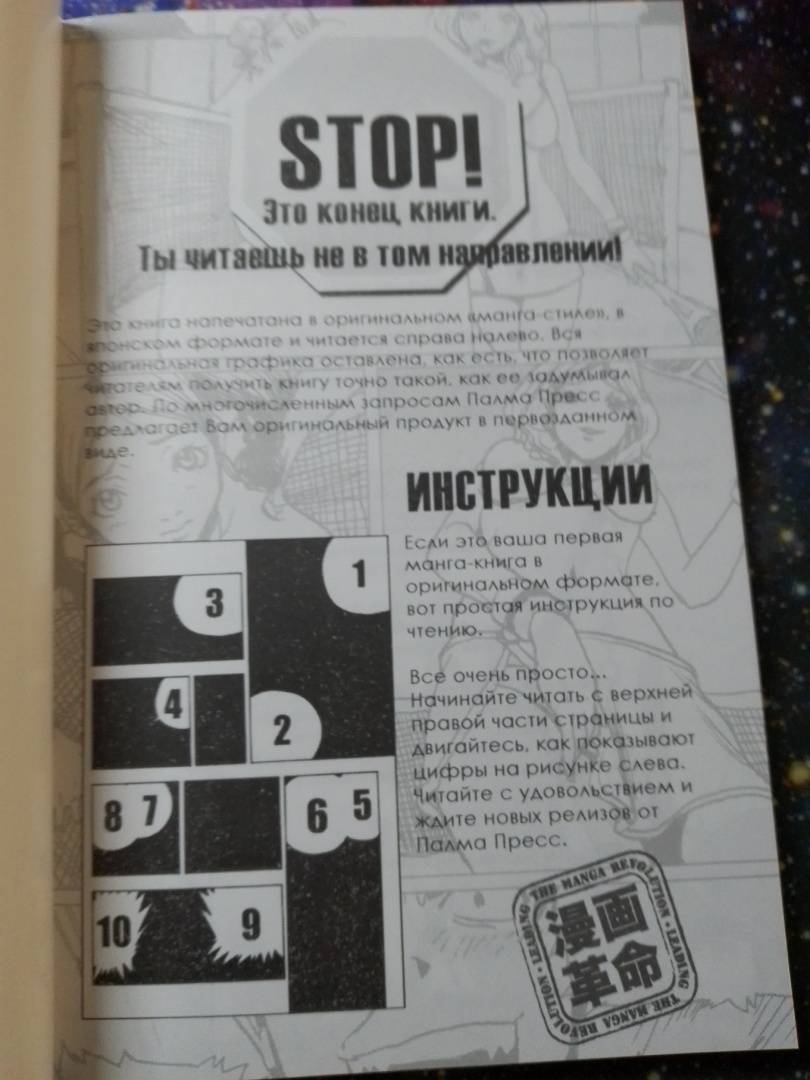 STOP!
Это конец книги.
Ты читаешь не в том направлении!
Эта книга напечатана в оригинальном «манга-стиле», в
японском формате и читается справа налево. Вся
оригинальная графика оставлена, как есть, что позволяет
читателям получить книгу точно такой, как ее задумывал
автор. По многочисленным запросам Палма Пресс
предлагает Вам оригинальный продукт в первозданном
виде.
ИНСТРУКЦИИ
Если это ваша первая
манга-книга в
оригинальном формате,
вот простая инструкция по
чтению.
Все очень просто...
Начинайте читать с верхней
правой части страницы и
двигайтесь, как показывают
цифры на рисунке слева.
Читайте с удовольствием и
ждите новых релизов от
Палма Пресс.
1
2
3
4
5
6
7
8
9
10
LEADING THE MANGA REVOLUTION • LEADING THE MANGA REVOLUTION •
漫画
革命